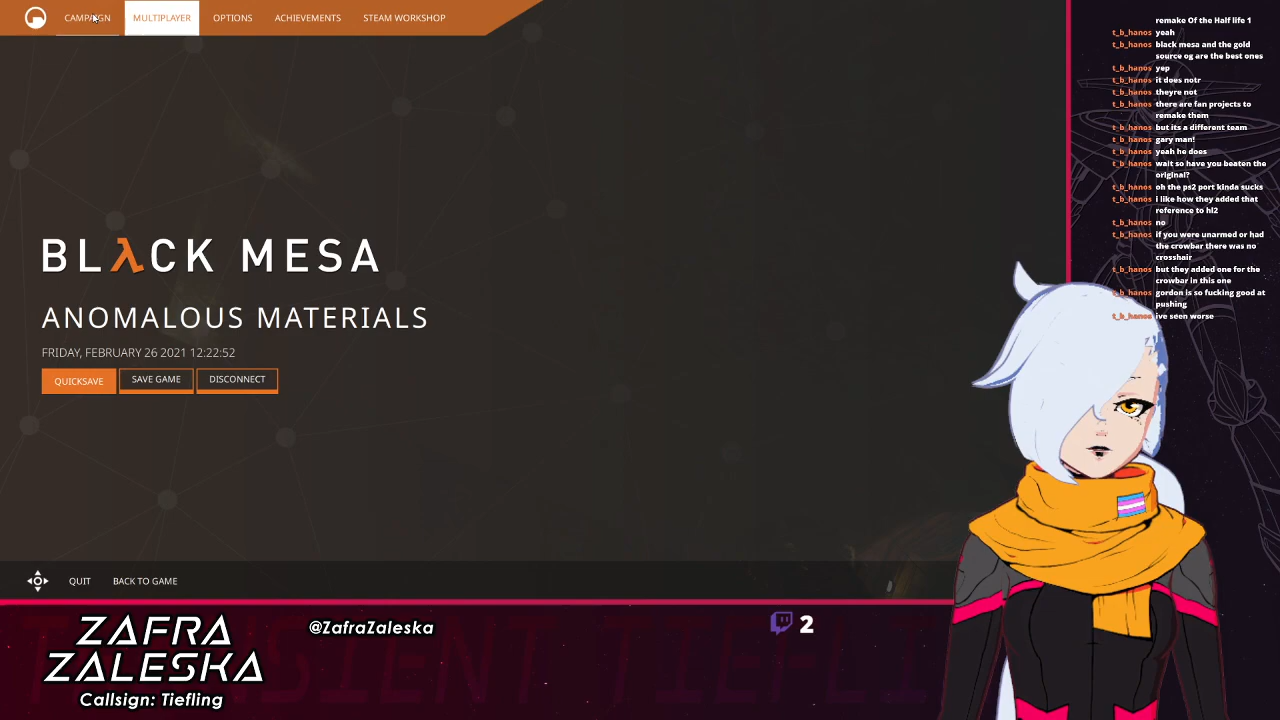 CAMPAIGN MULTIPLAYER OPTIONS ACHIEVEMENTS STEAM WORKSHOP
BLλCK MESA
ANOMALOUS MATERIALS
FRIDAY, FEBRUARY 26 2021 12:22:52
QUICKSAVE SAVE GAME DISCONNECT
QUIT BACK TO GAME
remake Of the Half life 1
t_b_hanos yeah
t_b_hanos black mesa and the gold
source og are the best ones
t_b_hanos yep
t_b_hanos it does notr
t_b_hanos theyre not
t_b_hanos there are fan projects to
remake them
t_b_hanos but its a different team
t_b_hanos gary man!
t_b_hanos yeah he does
t_b_hanos wait so have you beaten the
original?
t_b_hanos oh the ps2 port kinda sucks
t_b_hanos i like how they added that
reference to hl2
t_b_hanos no
t_b_hanos if you were unarmed or had
the crowbar there was no
crosshair
t_b_hanos but they added one for the
crowbar in this one
t_b_hanos gordon is so fucking good at
pushing
t_b_hanos ive seen worse
ZAFRA
ZALESKA
Callsign: Tiefling
@ZafraZaleska
2